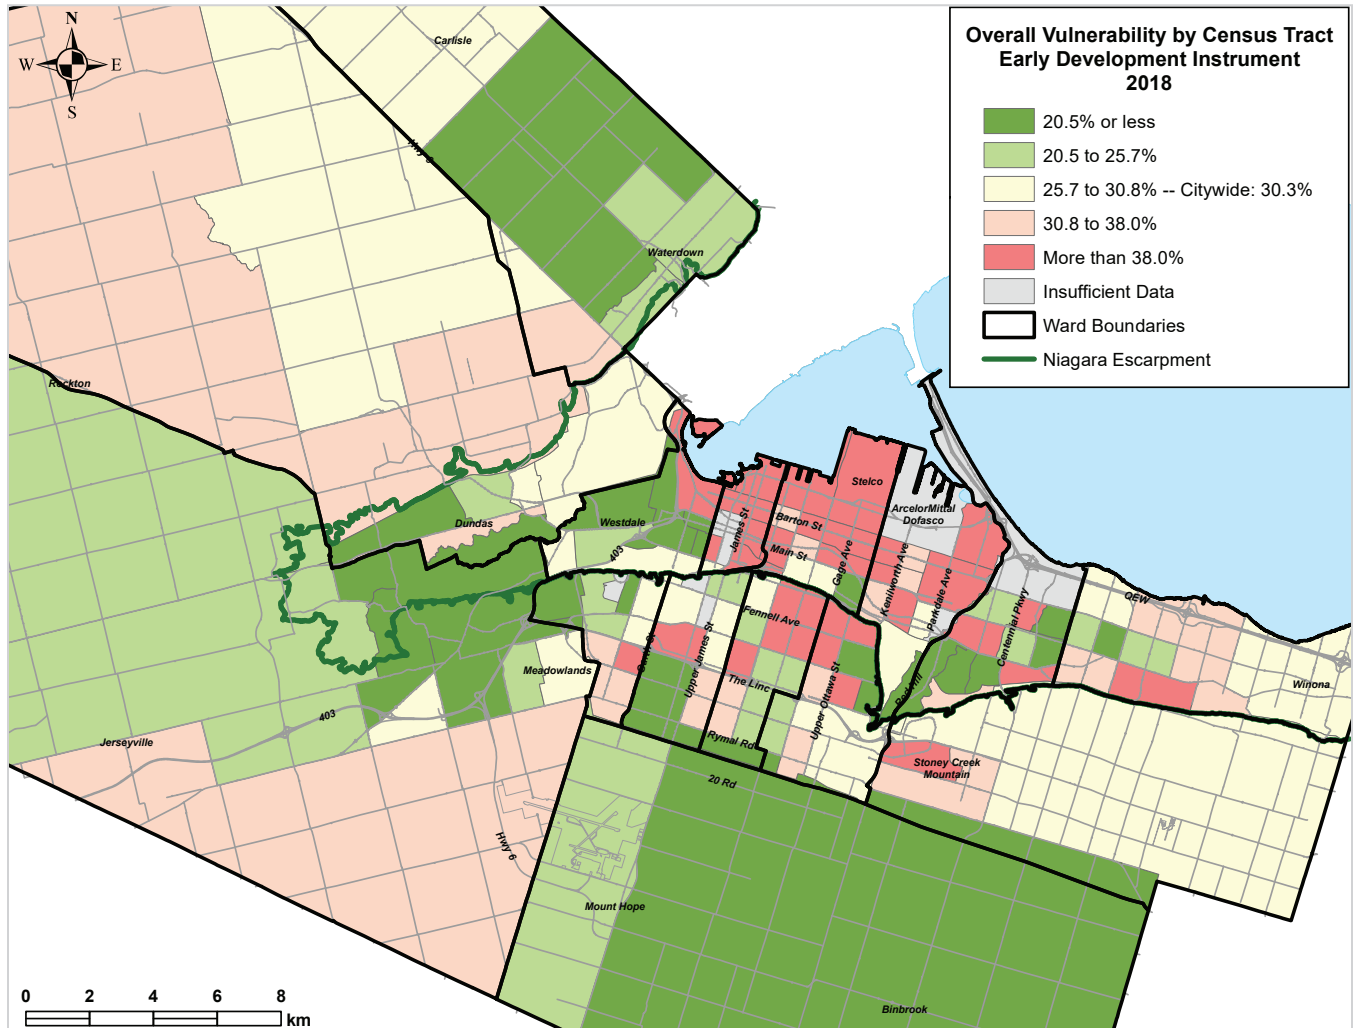 N
W E
S
Overall Vulnerability by Census Tract
Early Development Instrument
2018
20.5% or less
20.5 to 25.7%
25.7 to 30.8% -- Citywide: 30.3%
30.8 to 38.0%
More than 38.0%
Insufficient Data
Ward Boundaries
Niagara Escarpment
Carlisle
Waterdown
Rockton
Stelco
ArcelorMittal
Dofasco
Dundas
Westdale
James St
Barton St
Main St
Gage Ave
Kenilworth Ave
Parkdale Ave
403
Centennial Pkwy
QEW
Fennell Ave
Upper James St
Meadowlands
The Linc
Upper Ottawa St
Red Hill
Winona
403
Jerseyville
Rymal Rd
Stoney Creek
Mountain
20 Rd
Hwy 6
Mount Hope
Binbrook
0 2 4 6 8
km